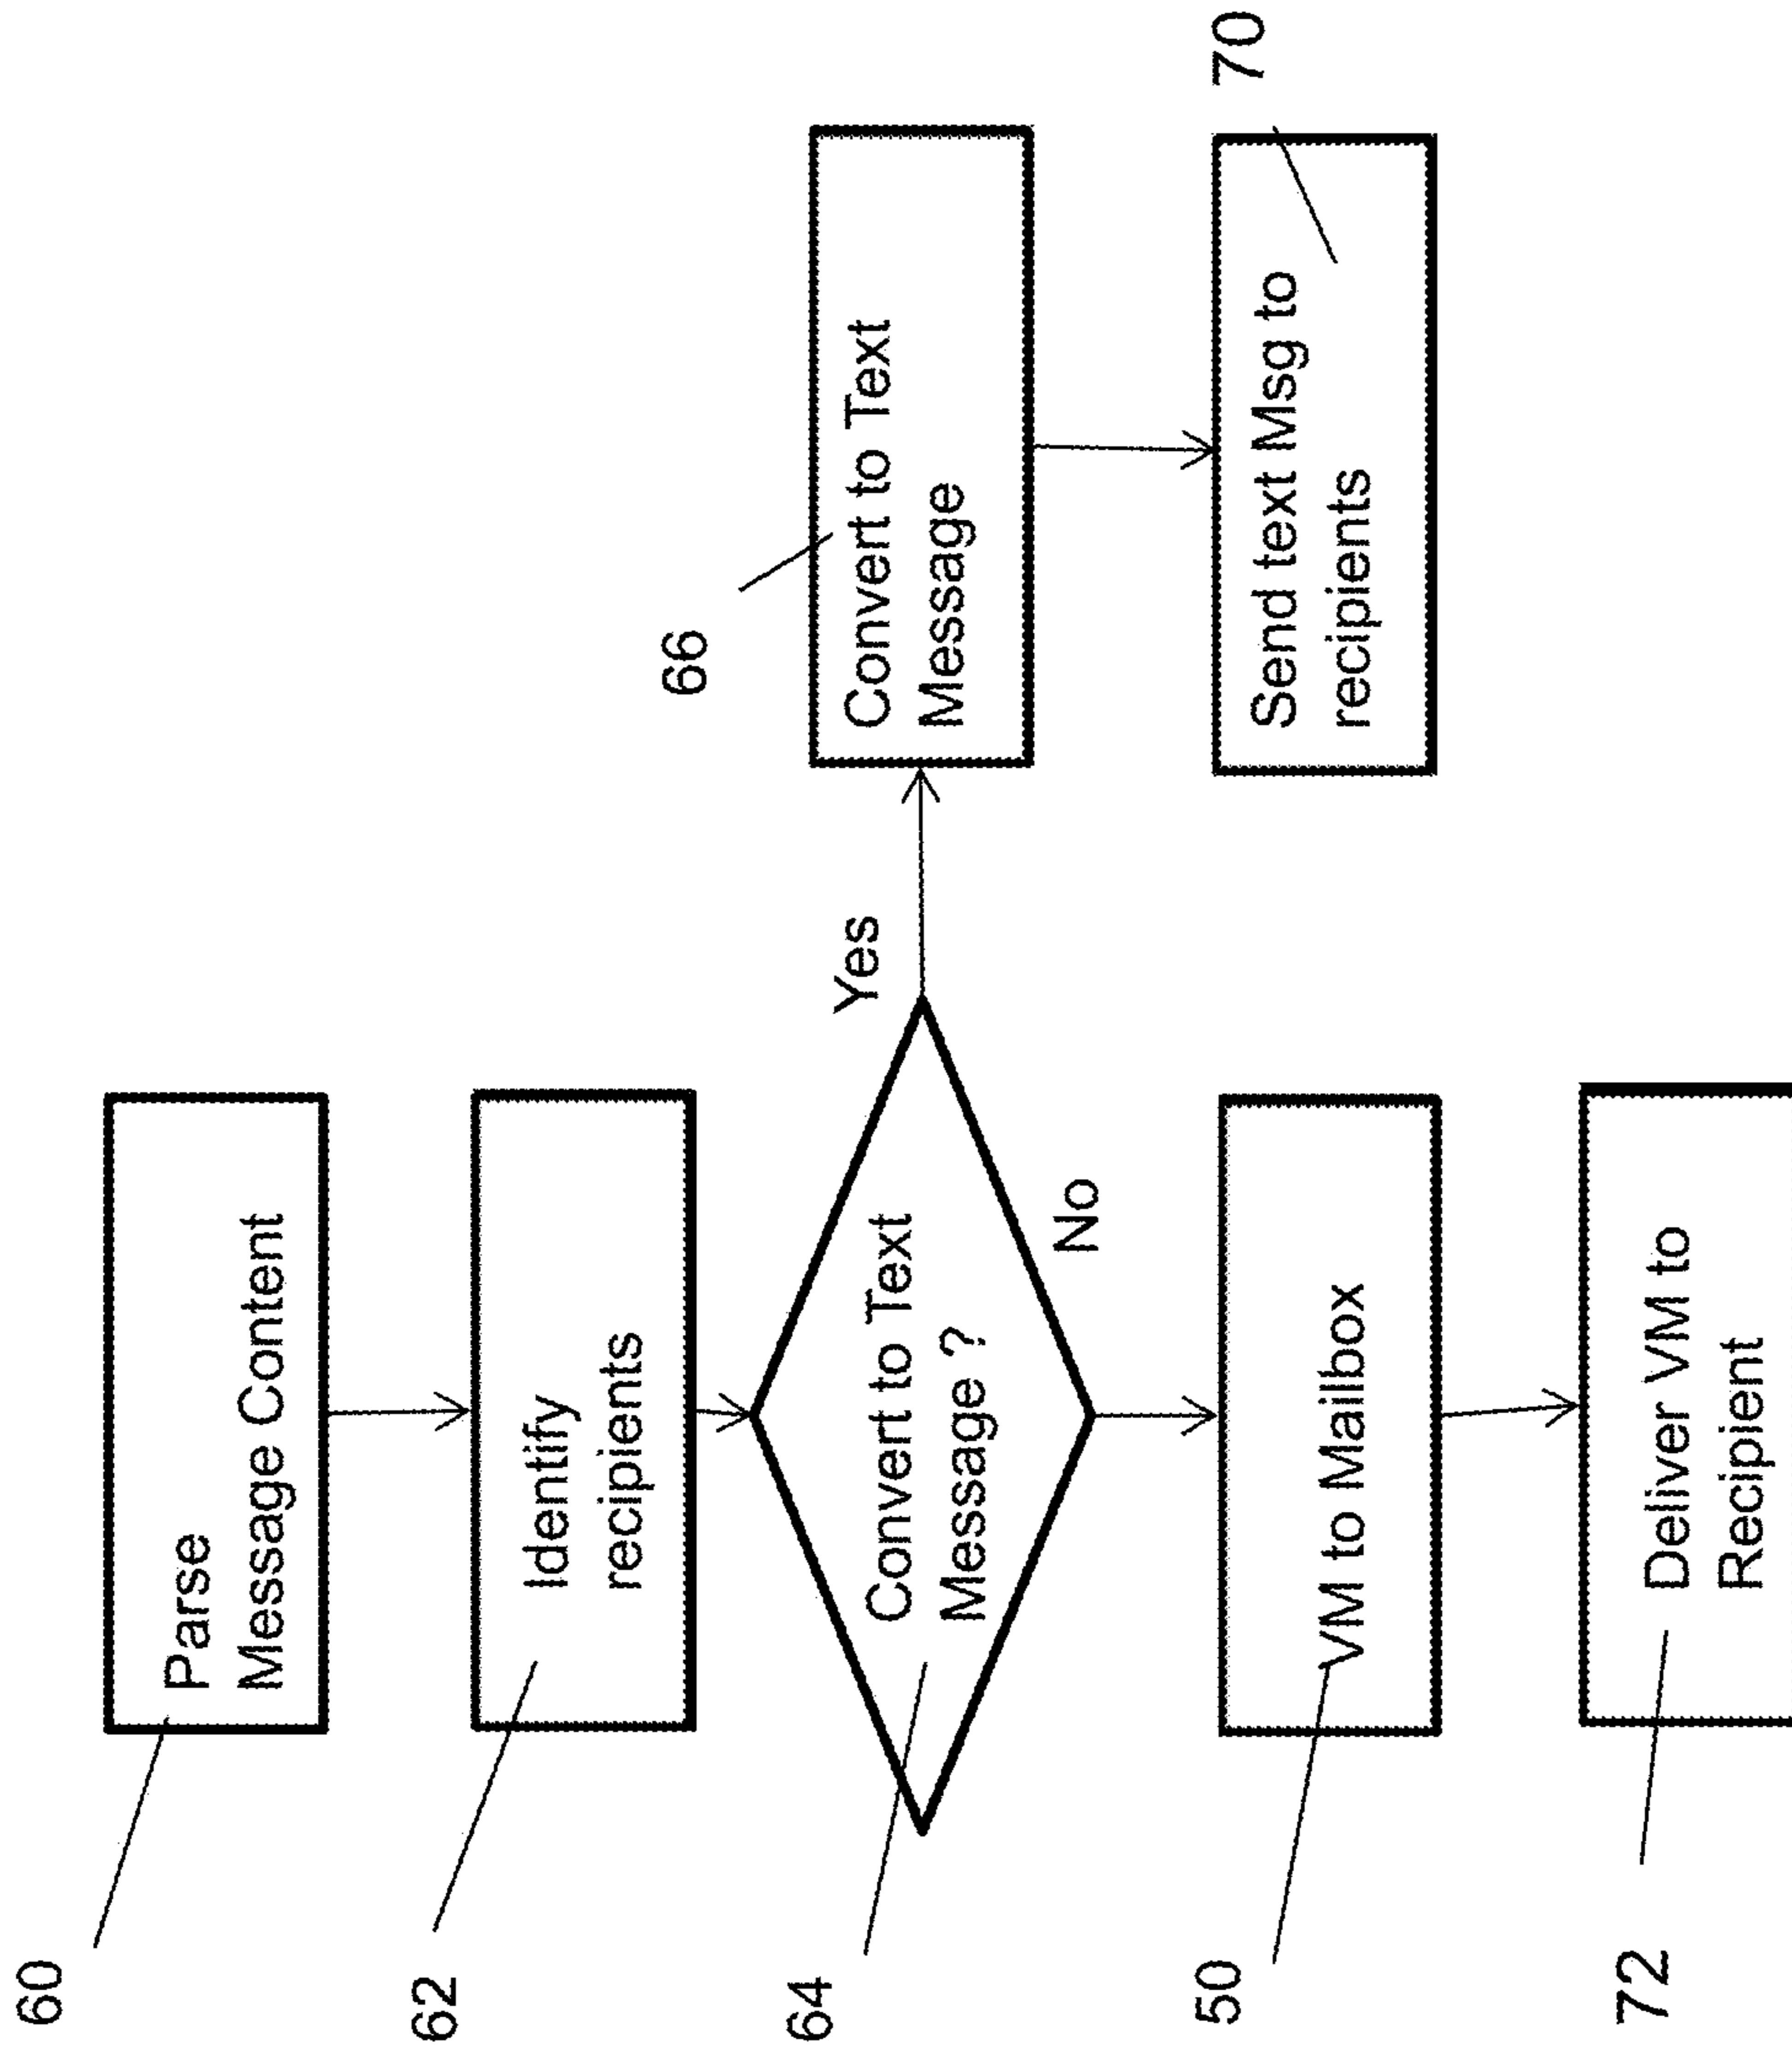 60
Parse
Message Content
62
Identify
recipients
64
Convert to Text
Message ?
Yes
66
Convert to Text
Message
70
Send text Msg to
recipients
No
50
VM to Mailbox
72
Deliver VM to
Recipient